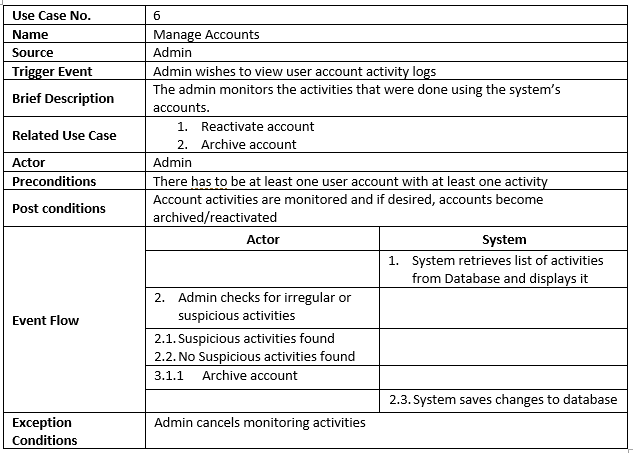 Use Case No. 6
Name Manage Accounts
Source Admin
Trigger Event Admin wishes to view user account activity logs
Brief Description The admin monitors the activities that were done using the system's
accounts.
Related Use Case 1. Reactivate account
2. Archive account
Actor Admin
Preconditions There has to be at least one user account with at least one activity
Post conditions Account activities are monitored and if desired, accounts become
archived/reactivated
Event Flow
Actor System
1. System retrieves list of activities
from Database and displays it
2. Admin checks for irregular or
suspicious activities
2.1. Suspicious activities found
2.2. No Suspicious activities found
3.1.1 Archive account
2.3. System saves changes to database
Exception
Conditions
Admin cancels monitoring activities